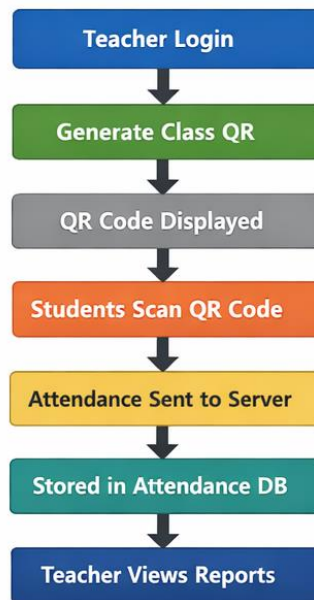 Teacher Login
Generate Class QR
QR Code Displayed
Students Scan QR Code
Attendance Sent to Server
Stored in Attendance DB
Teacher Views Reports